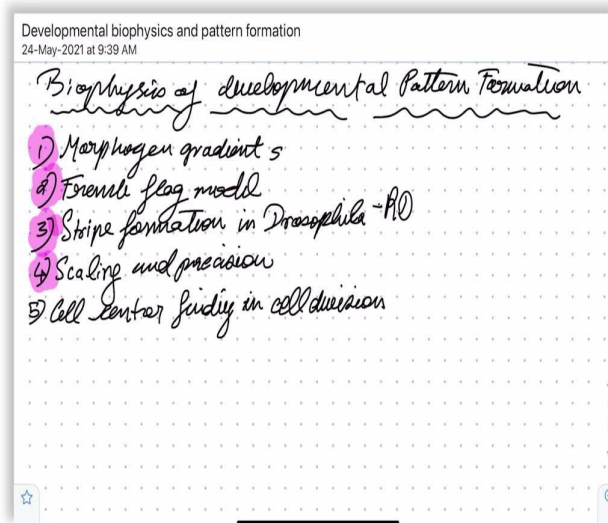 Developmental biophysics and pattern formation
24-May-2021 at 9:39 AM
Biophysics of developmental Pattern Formation
1) Morphogen gradients
2) French flag model
3) Stripe formation in Drosophila - RD
4) Scaling and precision
5) Cell center finding in cell division